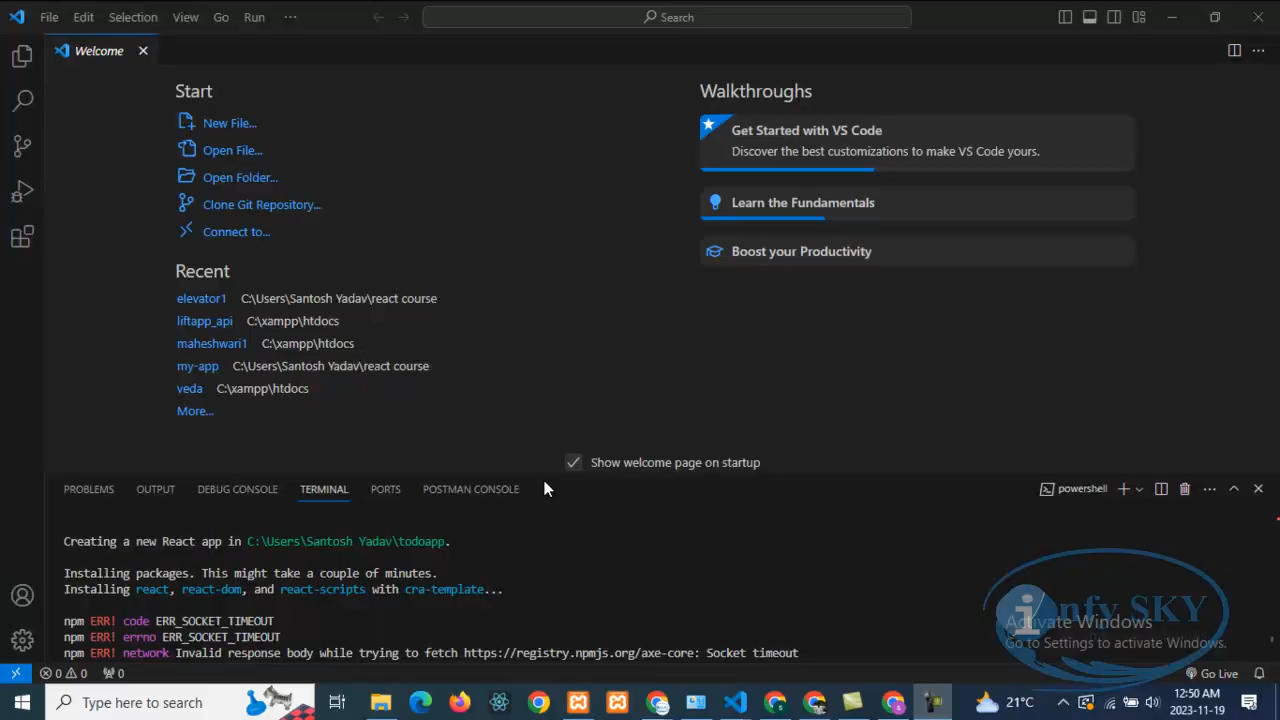 File Edit Selection View Go Run ···
Search
Welcome
Start
New File...
Open File...
Open Folder...
Clone Git Repository...
Connect to...
Recent
elevator1 C:\Users\Santosh Yadav\react course
liftapp_api C:\xampp\htdocs
maheshwari1 C:\xampp\htdocs
my-app C:\Users\Santosh Yadav\react course
veda C:\xampp\htdocs
More...
Walkthroughs
Get Started with VS Code
Discover the best customizations to make VS Code yours.
Learn the Fundamentals
Boost your Productivity
Show welcome page on startup
PROBLEMS OUTPUT DEBUG CONSOLE TERMINAL PORTS POSTMAN CONSOLE
powershell
Creating a new React app in C:\Users\Santosh Yadav\todoapp.
Installing packages. This might take a couple of minutes.
Installing react, react-dom, and react-scripts with cra-template...
npm ERR! code ERR_SOCKET_TIMEOUT
npm ERR! errno ERR_SOCKET_TIMEOUT
npm ERR! network Invalid response body while trying to fetch https://registry.npmjs.org/axe-core: Socket timeout
infy SKY
Activate Windows
Go to Settings to activate Windows.
0 0 0
Go Live
Type here to search
21°C
12:50 AM
2023-11-19